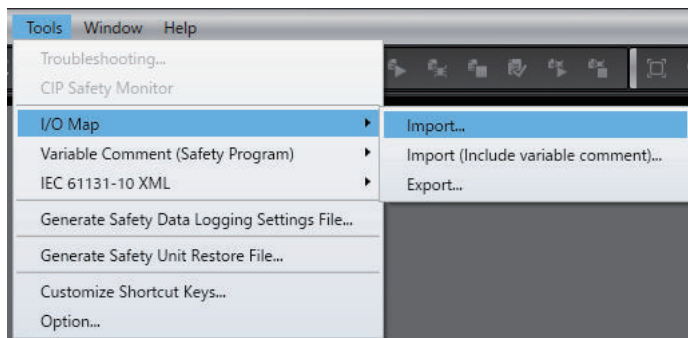 Tools Window Help
Troubleshooting...
CIP Safety Monitor
I/O Map
Import...
Variable Comment (Safety Program)
Import (Include variable comment)...
IEC 61131-10 XML
Export...
Generate Safety Data Logging Settings File...
Generate Safety Unit Restore File...
Customize Shortcut Keys...
Option...